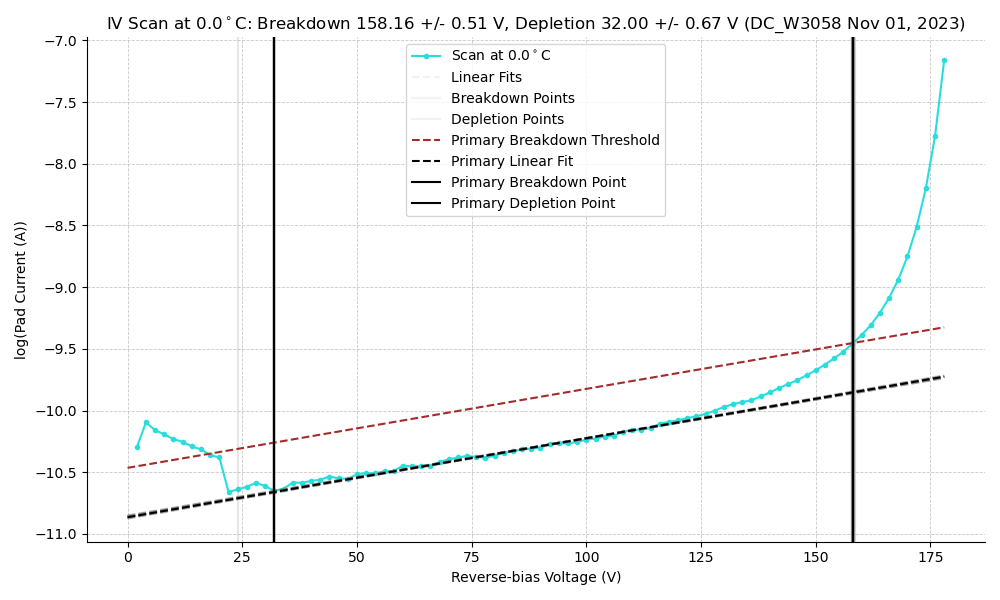 IV Scan at 0.0°C: Breakdown 158.16 +/- 0.51 V, Depletion 32.00 +/- 0.67 V (DC_W3058 Nov 01, 2023)
Scan at 0.0°C
Linear Fits
Breakdown Points
Depletion Points
Primary Breakdown Threshold
Primary Linear Fit
Primary Breakdown Point
Primary Depletion Point
log(Pad Current (A))
−7.0
−7.5
−8.0
−8.5
−9.0
−9.5
−10.0
−10.5
−11.0
0 25 50 75 100 125 150 175
Reverse-bias Voltage (V)